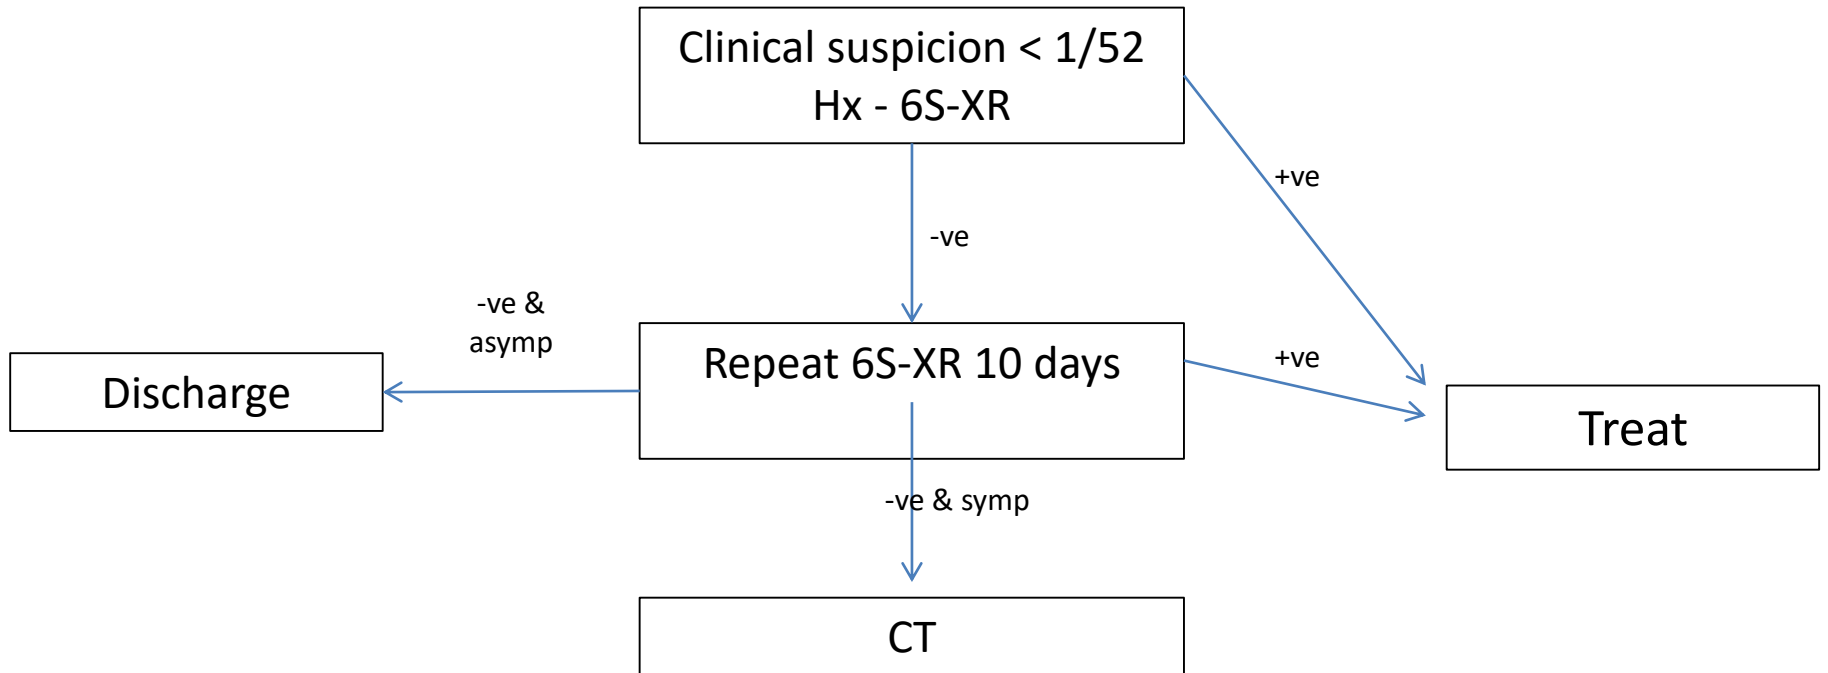 Clinical suspicion < 1/52
Hx - 6S-XR
+ve
-ve
-ve &
asymp
Repeat 6S-XR 10 days
+ve
Discharge
Treat
-ve & symp
CT